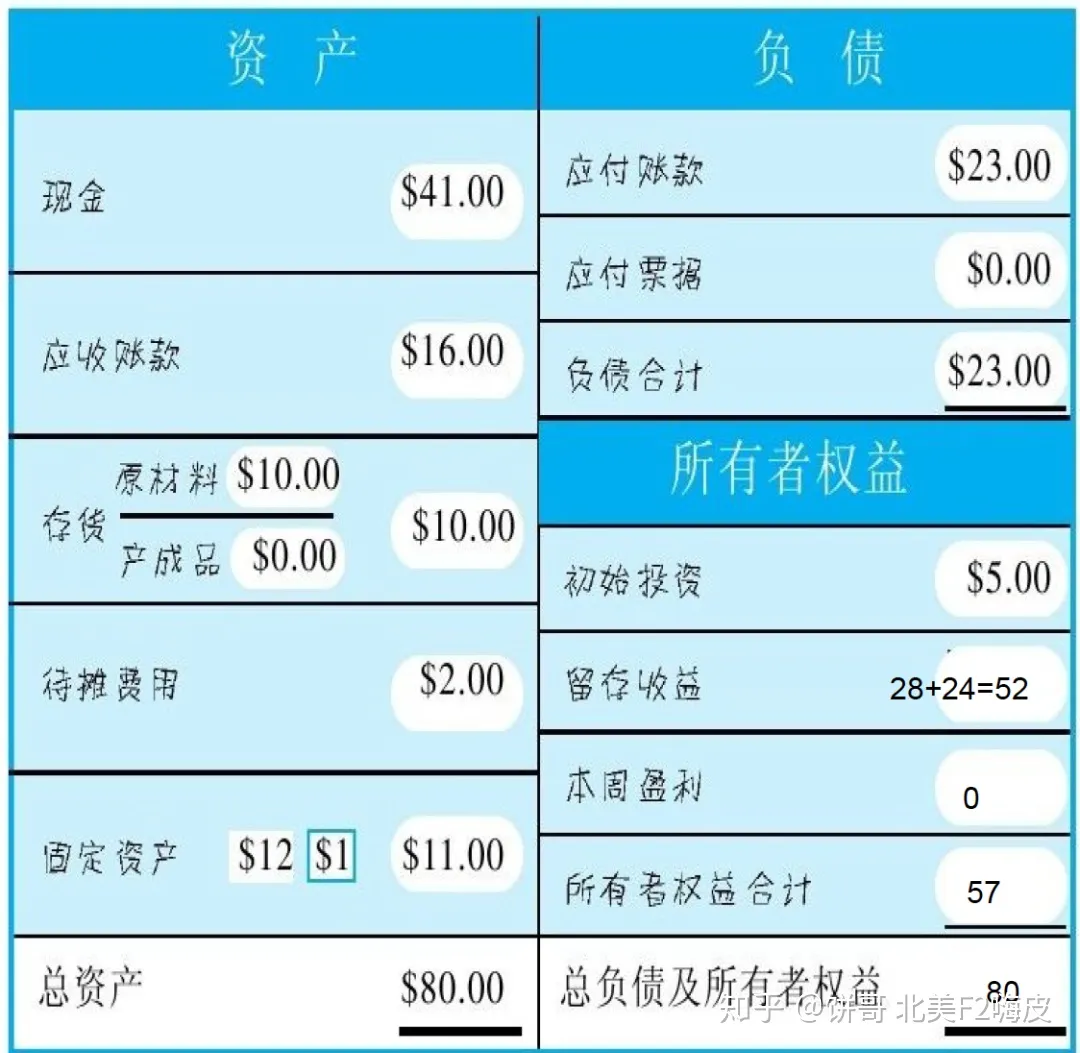 资 产
现金 $41.00
应收账款 $16.00
原材料 $10.00
存货 $10.00
产成品 $0.00
待摊费用 $2.00
固定资产 $12 $1 $11.00
总资产 $80.00
负 债
应付账款 $23.00
应付票据 $0.00
负债合计 $23.00
所有者权益
初始投资 $5.00
留存收益 28+24=52
本周盈利 0
所有者权益合计 57
总负债及所有者权益 80
知乎 @饼哥 北美F2嗨皮